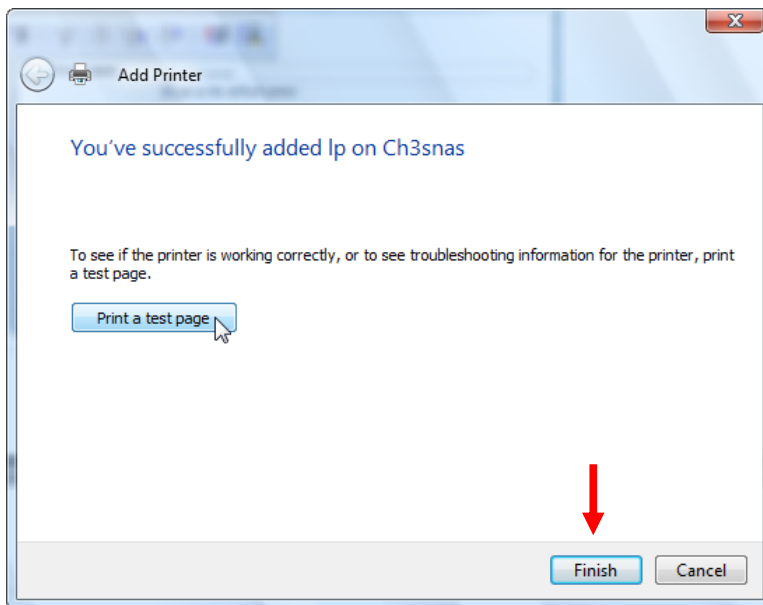 Add Printer
You've successfully added lp on Ch3snas
To see if the printer is working correctly, or to see troubleshooting information for the printer, print
a test page.
Print a test page
Finish
Cancel